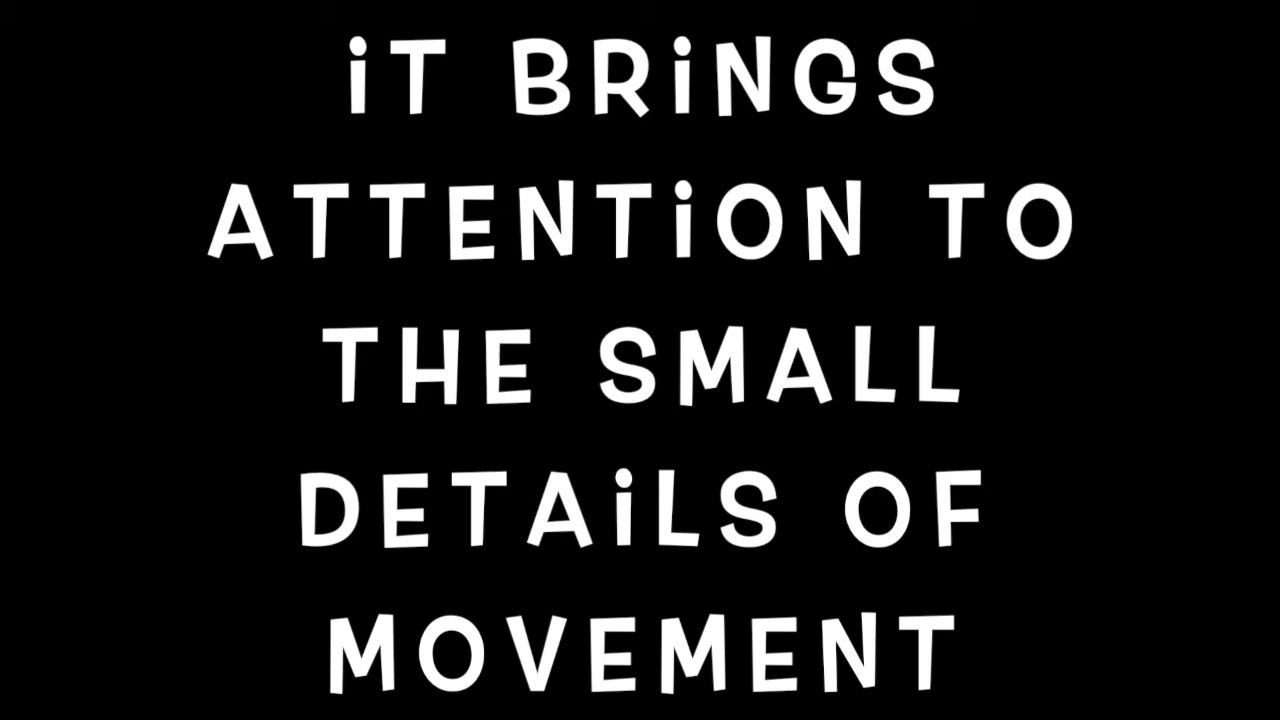 iT BRiNGS
ATTENTiON TO
THE SMALL
DETAiLS OF
MOVEMENT